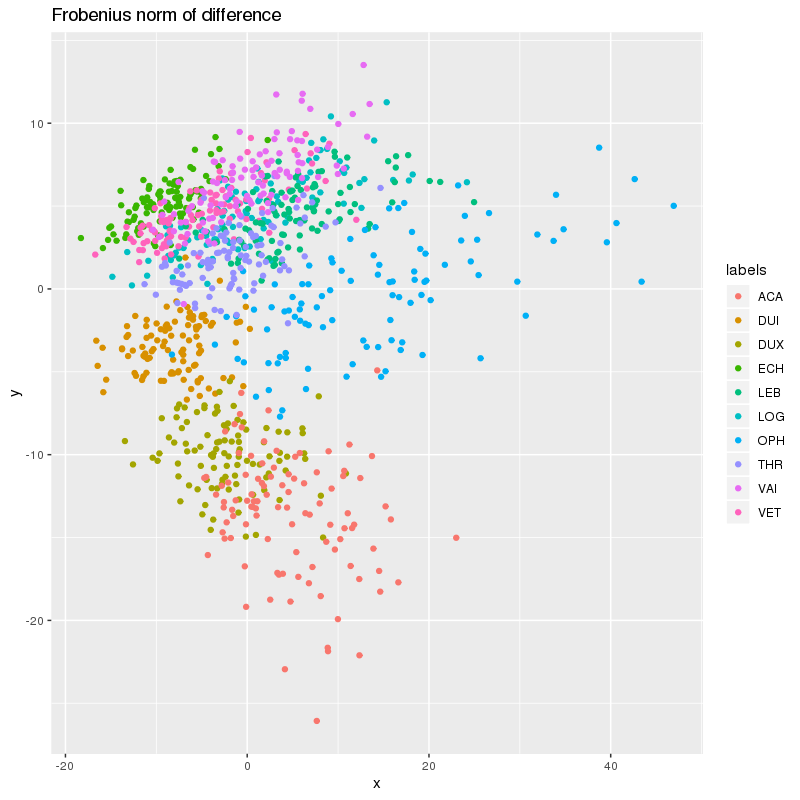 Frobenius norm of difference
10
0
-10
-20
y
-20
0
20
40
x
labels
ACA
DUI
DUX
ECH
LEB
LOG
OPH
THR
VAI
VET